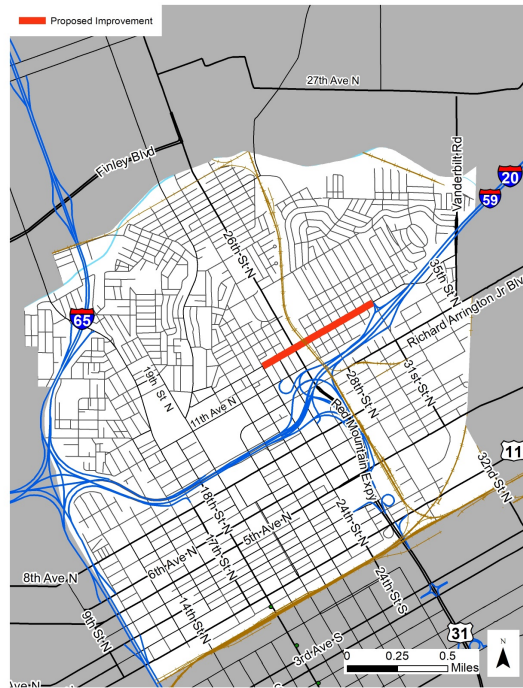 Proposed Improvement
27th Ave N
Finley Blvd
Vanderbilt Rd
20
59
26th St N
35th St N
65
Richard Arrington Jr Blv
19th St N
11th Ave N
28th St N
31st St N
Red Mountain Expy
11
32nd St N
18th St N
24th St N
5th Ave N
17th St N
6th Ave N
8th Ave N
14th St N
24th St S
9th St N
31
3rd Ave S
N
0 0.25 0.5
Miles